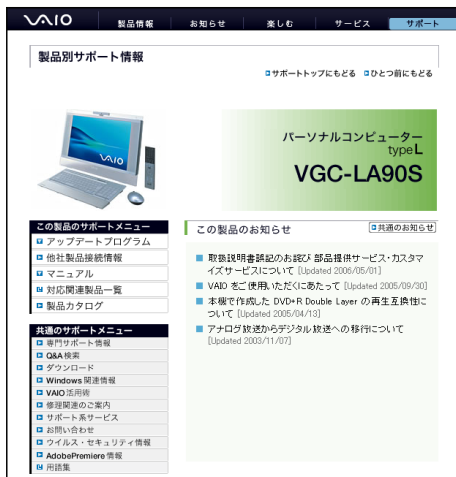 VAIO 製品情報 お知らせ 楽しむ サービス サポート
製品別サポート情報
サポートトップにもどる ひとつ前にもどる
パーソナルコンピューター
typeL
VGC-LA90S
この製品のサポートメニュー
アップデートプログラム
他社製品接続情報
マニュアル
対応関連製品一覧
製品カタログ
共通のサポートメニュー
専門サポート情報
Q&A検索
ダウンロード
Windows 関連情報
VAIO活用術
修理関連のご案内
サポート系サービス
お問い合わせ
ウイルス・セキュリティ情報
AdobePremiere 情報
用語集
この製品のお知らせ 共通のお知らせ
取扱説明書誤記のお詫び 部品提供サービス・カスタマ
イズサービスについて [Updated 2006/05/01]
VAIO をご使用いただくにあたって [Updated 2005/09/30]
本機で作成した DVD+R Double Layer の再生互換性に
ついて [Updated 2005/04/13]
アナログ放送からデジタル放送への移行について
[Updated 2003/11/07]
VAIO